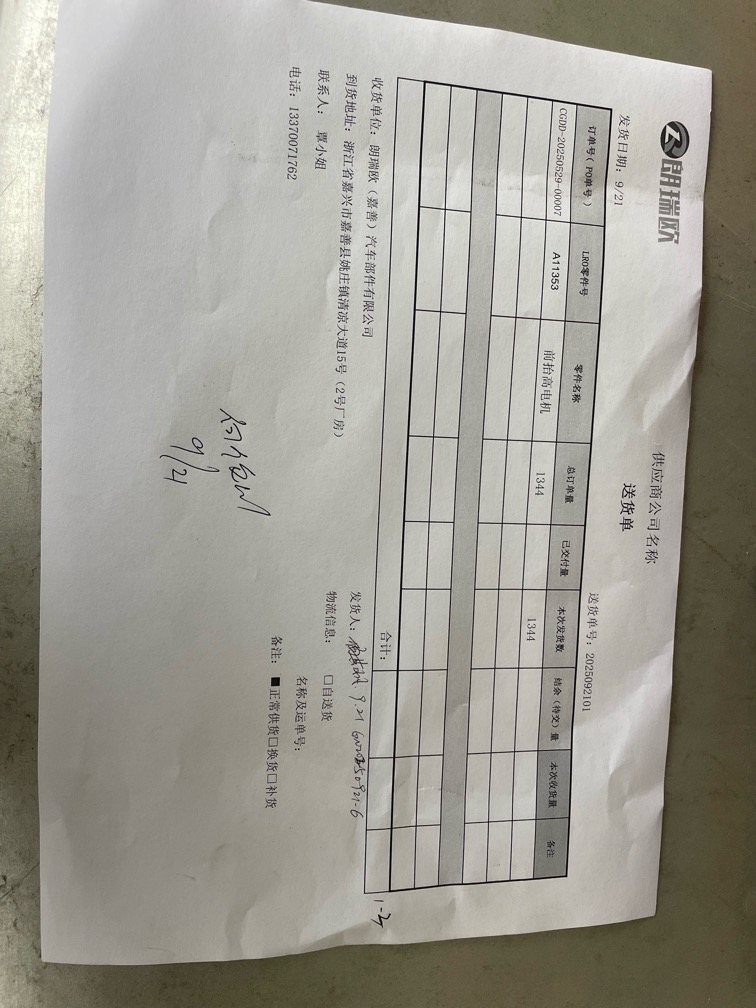 朗瑞欧
供应商公司名称
送货单
发货日期：9/21 送货单号：2025092101
订单号（PO单号） LRO零件号 零件名称 总订单量 已交付量 本次发货数 结余（待交）量 本次收货量 备注
CGDD-20250529-00007 A11353 前抬高电机 1344 1344
合计：
收货单位：朗瑞欧（嘉善）汽车部件有限公司 发货人： 9.21
到货地址：浙江省嘉兴市嘉善县姚庄镇清凉大道15号（2号厂房） 物流信息：□自送货
联系人：覃小姐 名称及运单号：
电话：13370071762 备注：■正常供货□换货□补货
9/21